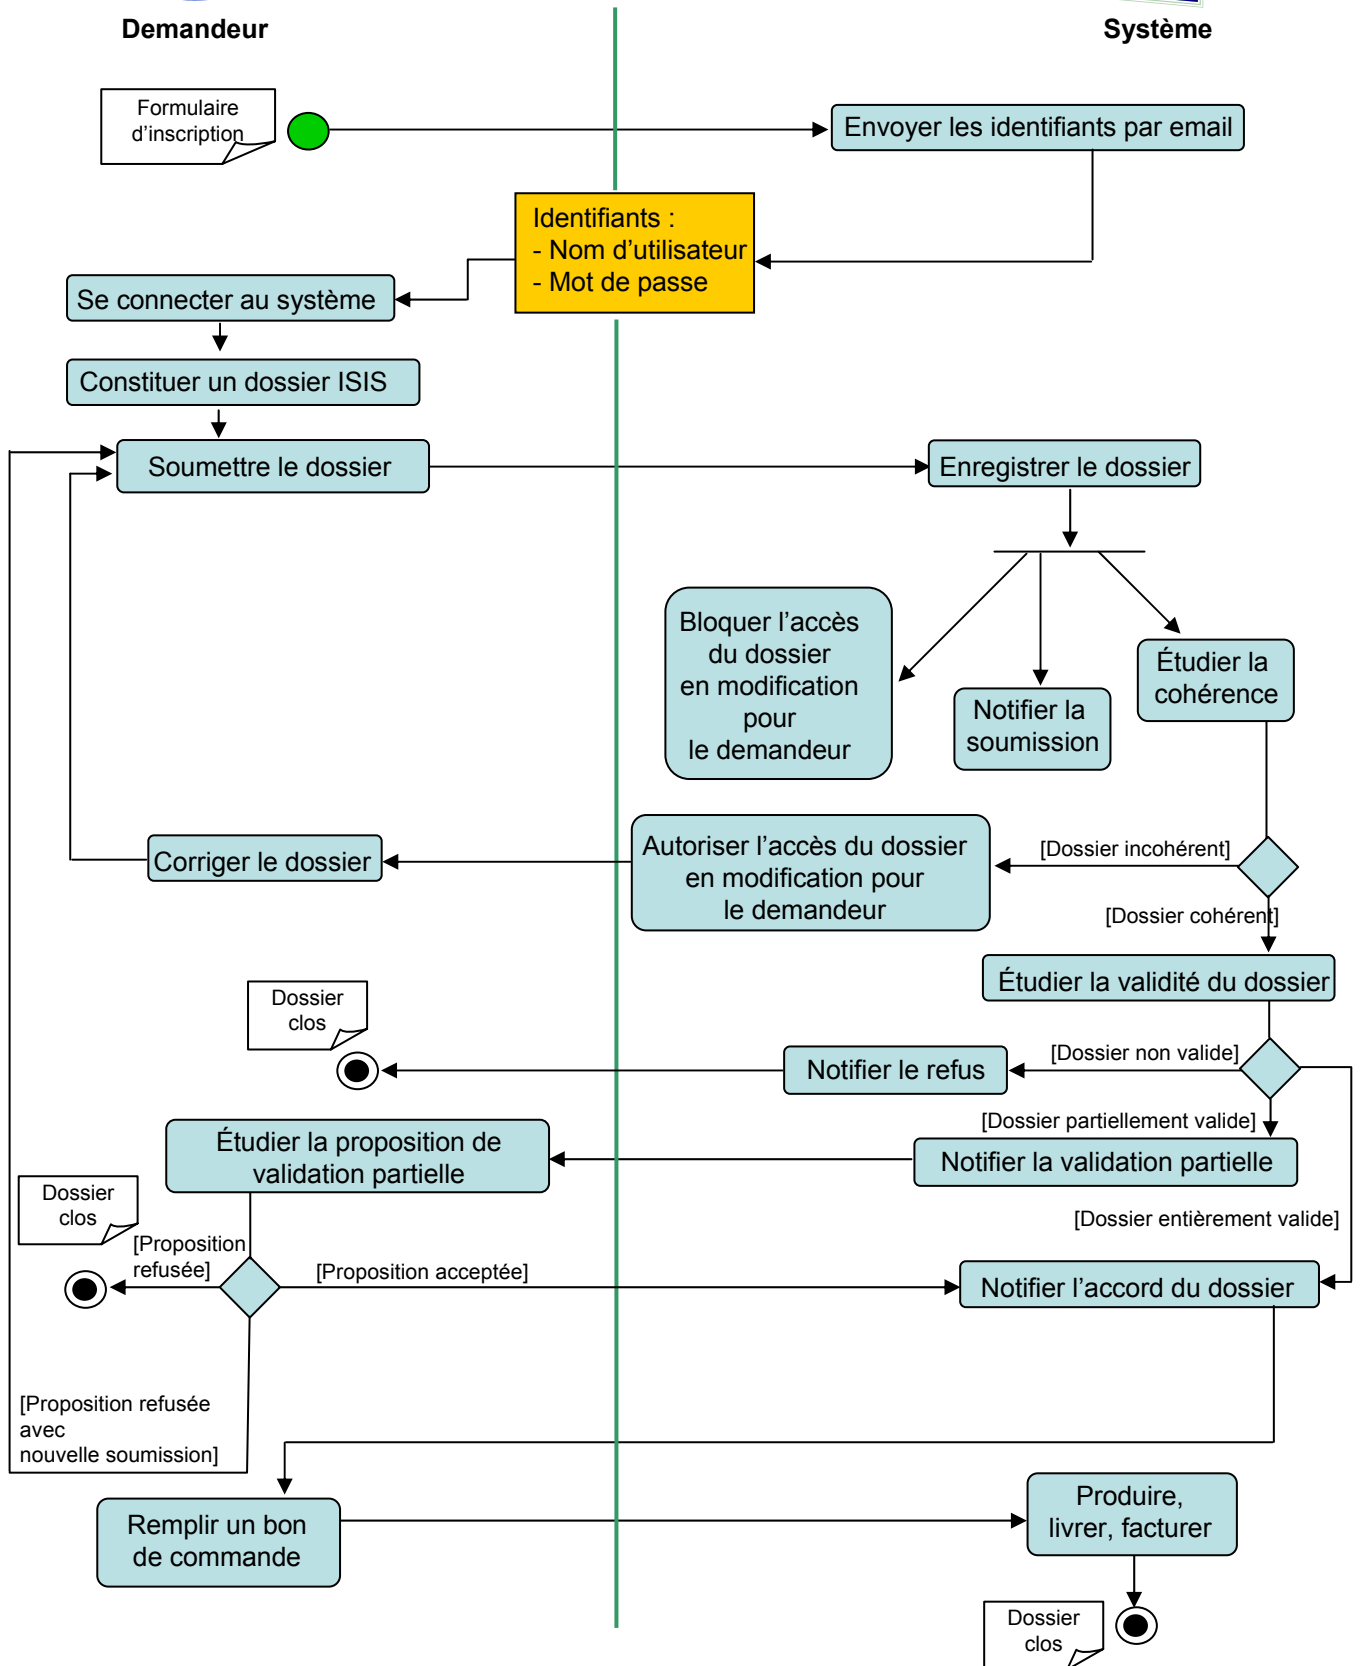 Demandeur
Système
Formulaire
d'inscription
Envoyer les identifiants par email
Identifiants :
- Nom d'utilisateur
- Mot de passe
Se connecter au système
Constituer un dossier ISIS
Soumettre le dossier
Enregistrer le dossier
Bloquer l'accès
du dossier
en modification
pour
le demandeur
Notifier la
soumission
Étudier la
cohérence
Corriger le dossier
Autoriser l'accès du dossier
en modification pour
le demandeur
[Dossier incohérent]
[Dossier cohérent]
Étudier la validité du dossier
Dossier
clos
Notifier le refus
[Dossier non valide]
[Dossier partiellement valide]
Étudier la proposition de
validation partielle
Notifier la validation partielle
Dossier
clos
[Dossier entièrement valide]
[Proposition
refusée]
[Proposition acceptée]
Notifier l'accord du dossier
[Proposition refusée
avec
nouvelle soumission]
Remplir un bon
de commande
Produire,
livrer, facturer
Dossier
clos